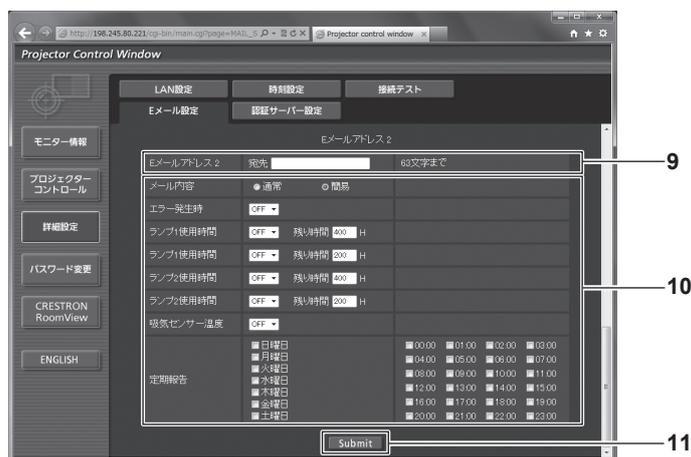 http://198.245.80.221/cgi-bin/main.cgi?page=MAIL_S
Projector control window
Projector Control Window
LAN設定 時刻設定 接続テスト
Eメール設定 認証サーバー設定
モニター情報
プロジェクター
コントロール
詳細設定
パスワード変更
CRESTRON
RoomView
ENGLISH
Eメールアドレス 2
Eメールアドレス 2 宛先 63文字まで
9
メール内容 通常 簡易
エラー発生時 OFF
ランプ1使用時間 OFF 残り時間 400 H
ランプ1使用時間 OFF 残り時間 200 H
ランプ2使用時間 OFF 残り時間 400 H
ランプ2使用時間 OFF 残り時間 200 H
吸気センサー温度 OFF
定期報告
日曜日
月曜日
火曜日
水曜日
木曜日
金曜日
土曜日
00:00 01:00 02:00 03:00
04:00 05:00 06:00 07:00
08:00 09:00 10:00 11:00
12:00 13:00 14:00 15:00
16:00 17:00 18:00 19:00
20:00 21:00 22:00 23:00
10
Submit
11